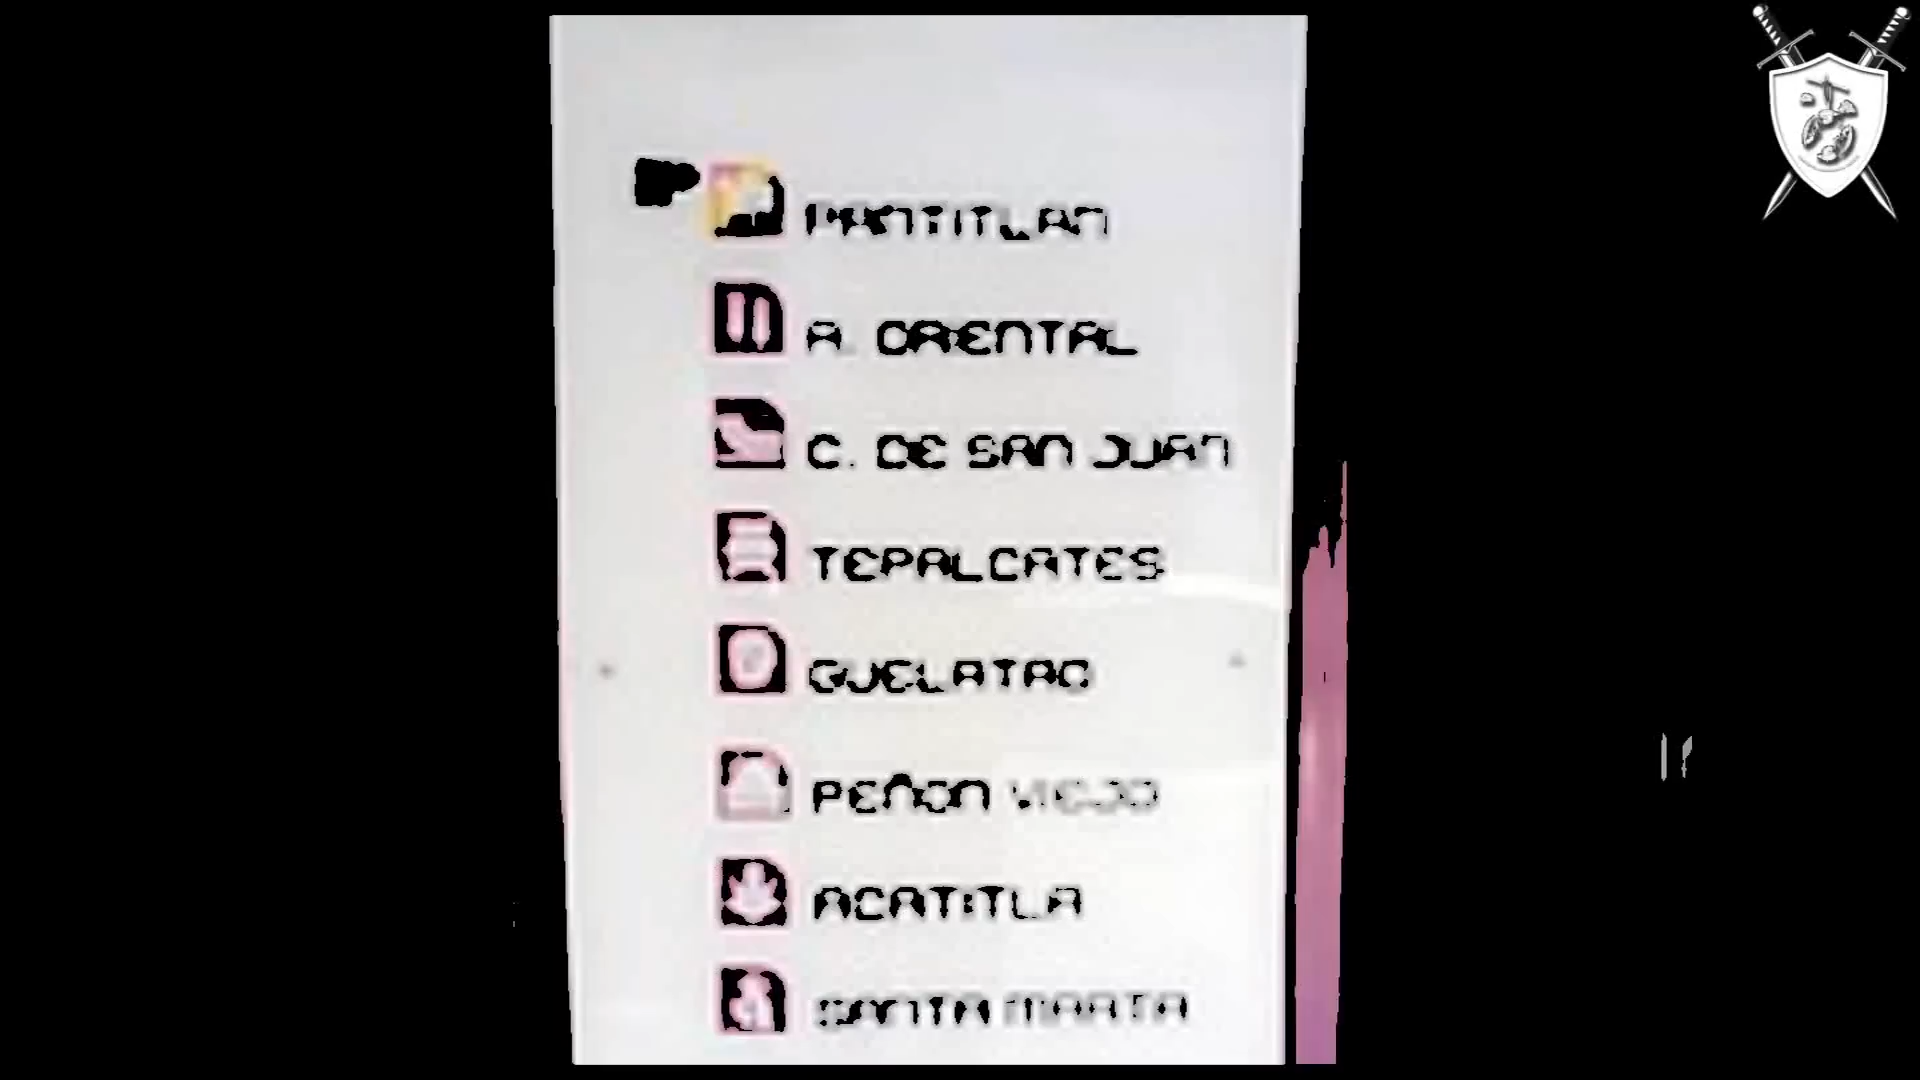 PANTITLAN
A. ORIENTAL
C. DE SAN JUAN
TEPALCATES
GUELATAO
PEÑON VIEJO
ACATITLA
SANTA MARTA